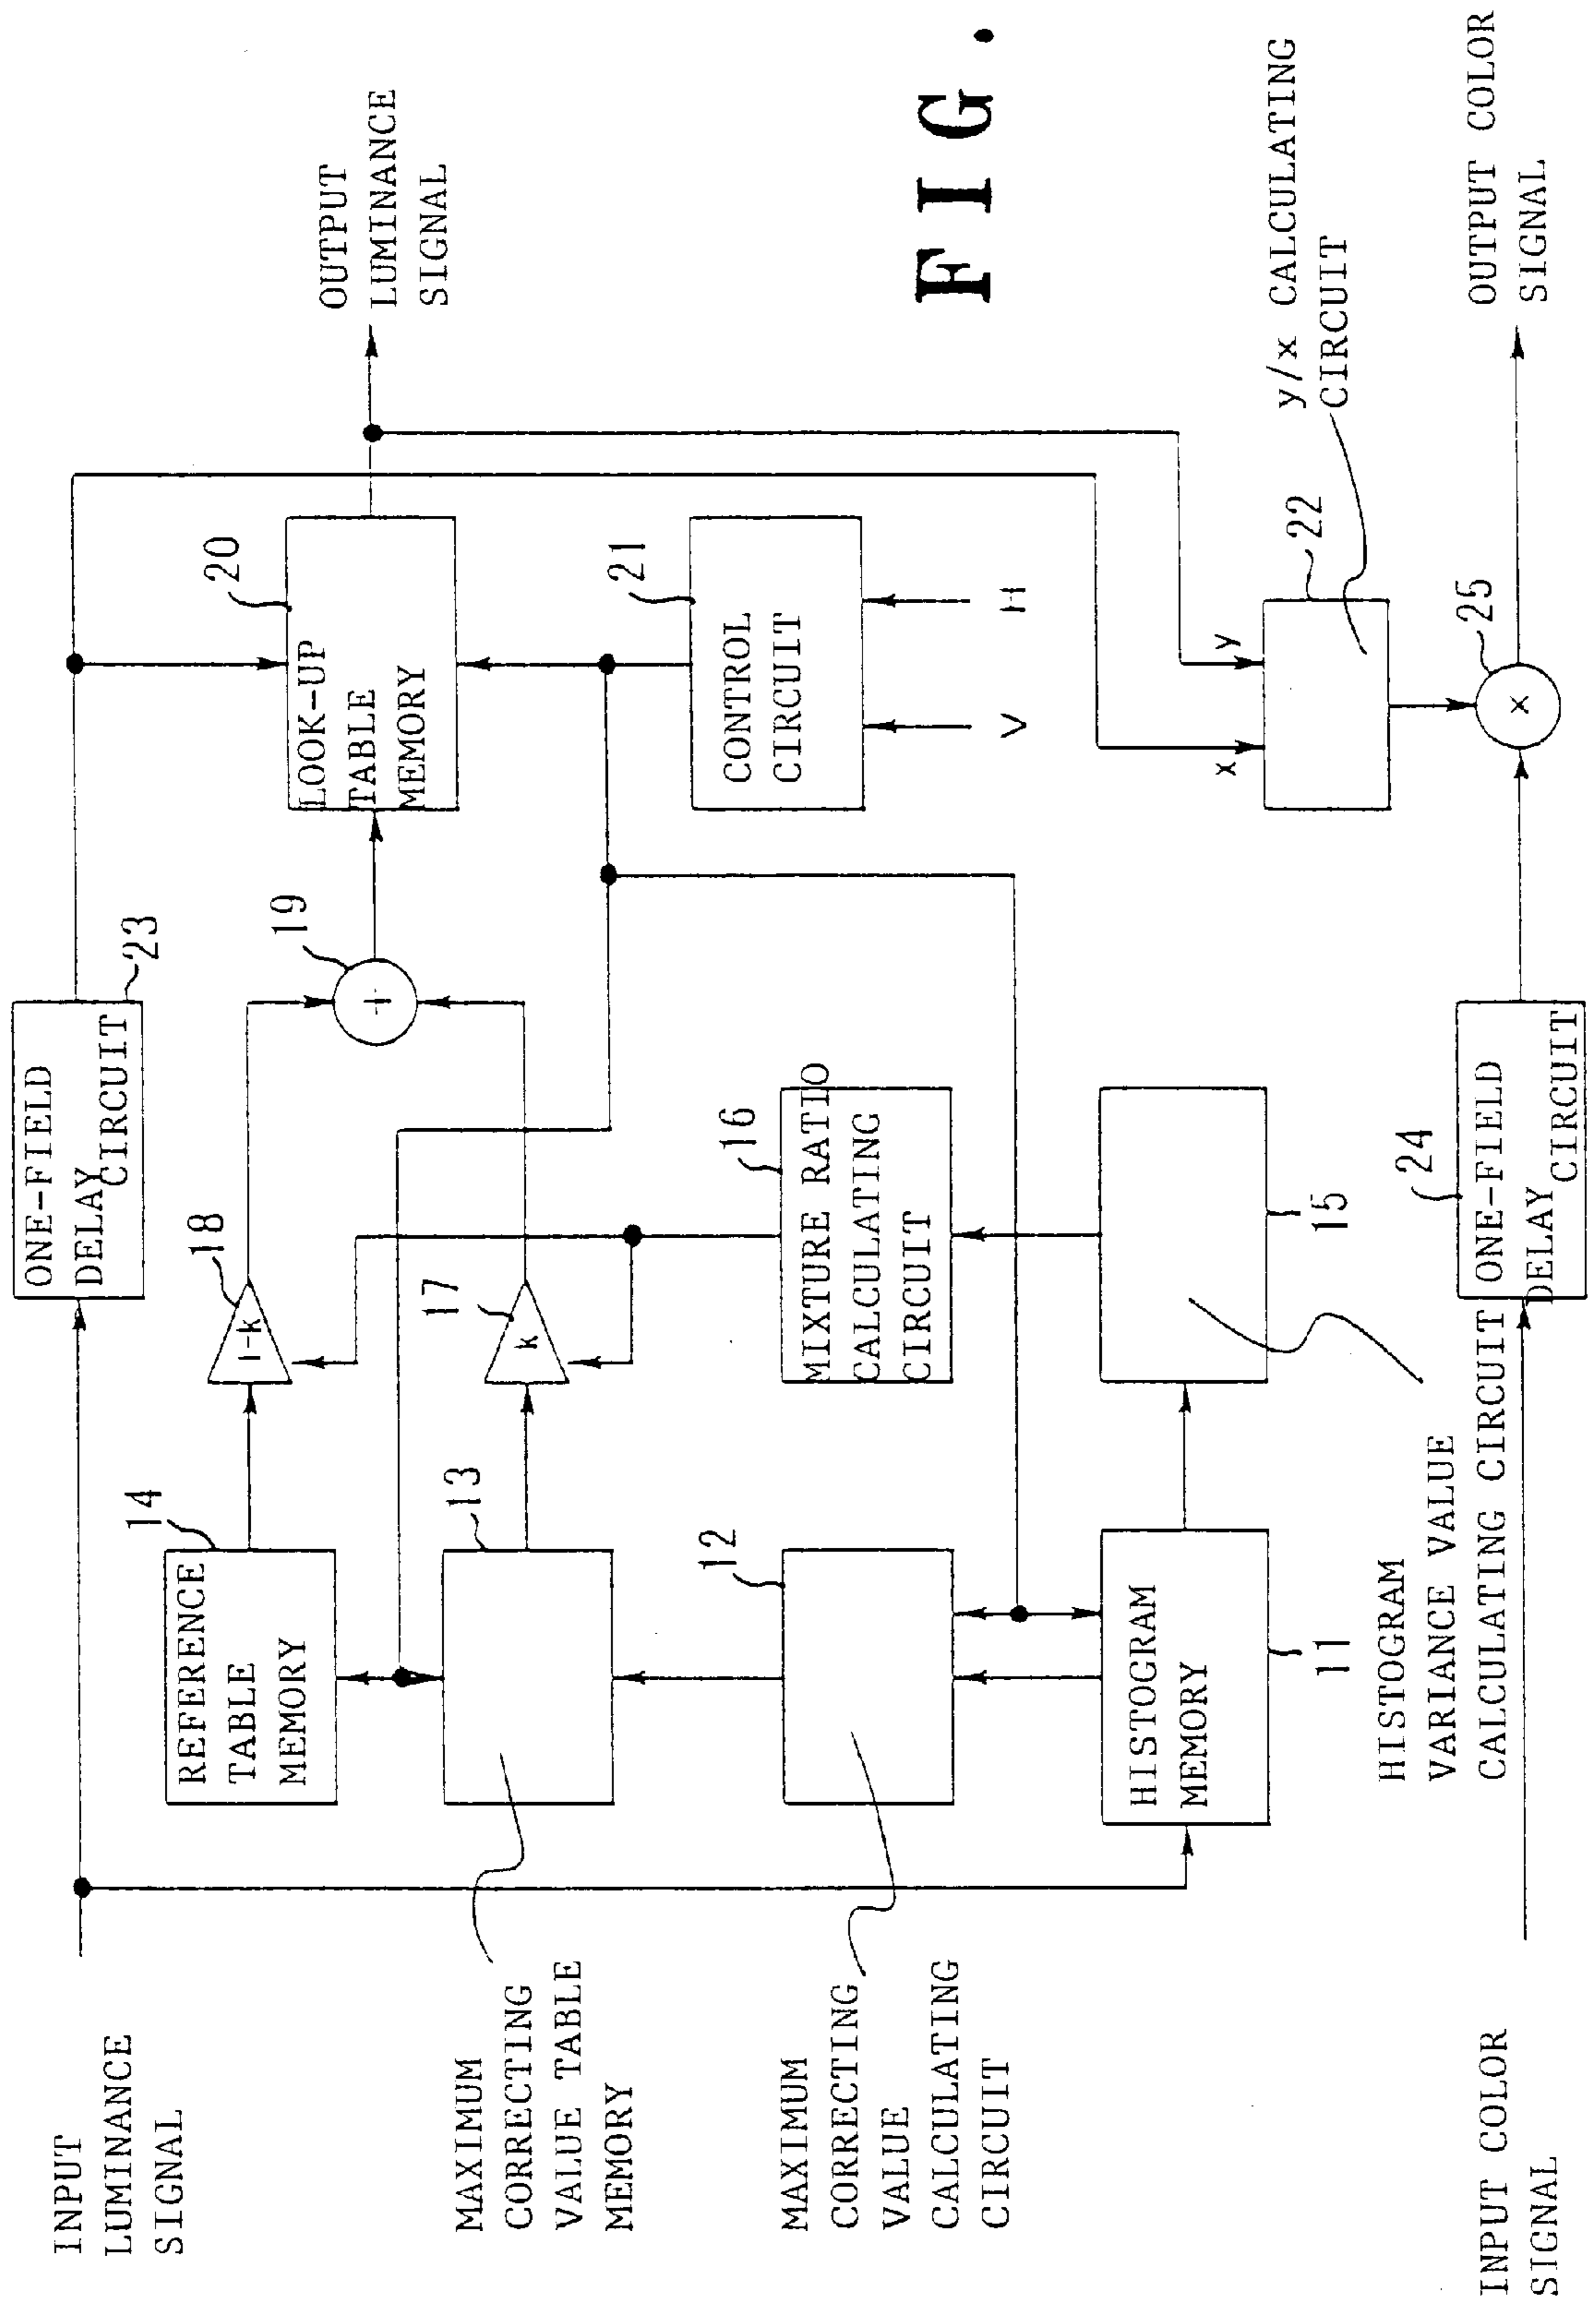 INPUT
LUMINANCE
SIGNAL
ONE-FIELD
DELAY
CIRCUIT
23
REFERENCE
TABLE
MEMORY
14
1-k
18
19
+
LOOK-UP
TABLE
MEMORY
20
OUTPUT
LUMINANCE
SIGNAL
MAXIMUM
CORRECTING
VALUE TABLE
MEMORY
13
k
17
MAXIMUM
CORRECTING
VALUE
CALCULATING
CIRCUIT
12
MIXTURE RATIO
CALCULATING
CIRCUIT
16
CONTROL
CIRCUIT
21
V
H
FIG.
HISTOGRAM
MEMORY
11
15
HISTOGRAM
VARIANCE VALUE
CALCULATING CIRCUIT
x
y
22
y/x CALCULATING
CIRCUIT
INPUT COLOR
SIGNAL
ONE-FIELD
DELAY
CIRCUIT
24
×
25
OUTPUT COLOR
SIGNAL